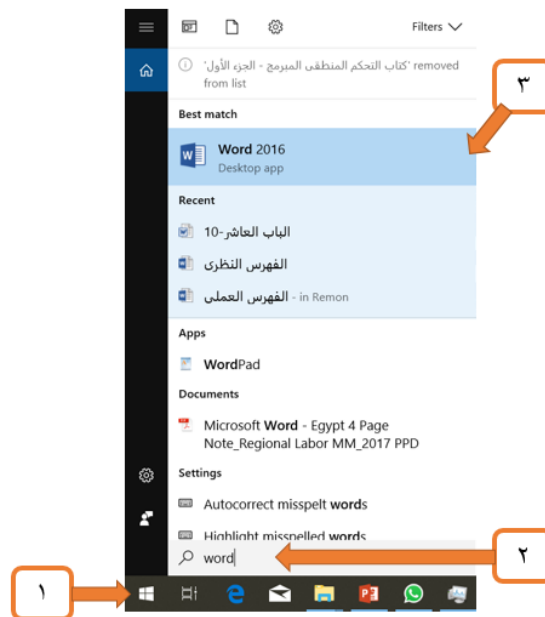 Filters
'كتاب التحكم المنطقى المبرمج - الجزء الأول' removed
from list
٣
Best match
Word 2016
Desktop app
Recent
الباب العاشر-10
الفهرس النظرى
الفهرس العملى - in Remon
Apps
WordPad
Documents
Microsoft Word - Egypt 4 Page
Note_Regional Labor MM_2017 PPD
Settings
Autocorrect misspelt words
Highlight misspelled words
word
٢
١